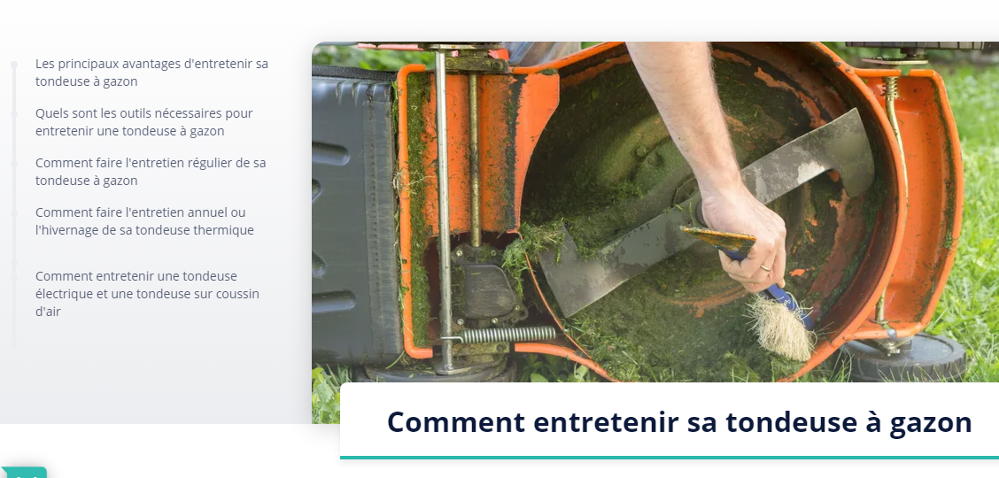 Les principaux avantages d'entretenir sa
tondeuse à gazon
Quels sont les outils nécessaires pour
entretenir une tondeuse à gazon
Comment faire l'entretien régulier de sa
tondeuse à gazon
Comment faire l'entretien annuel ou
l'hivernage de sa tondeuse thermique
Comment entretenir une tondeuse
électrique et une tondeuse sur coussin
d'air
Comment entretenir sa tondeuse à gazon